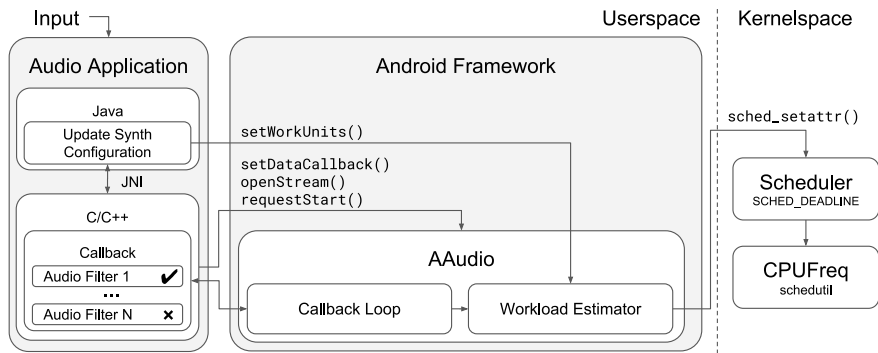 Input
Userspace
Kernelspace
Audio Application
Android Framework
Java
Update Synth
Configuration
JNI
C/C++
Callback
Audio Filter 1 ✔
...
Audio Filter N ×
setWorkUnits()
setDataCallback()
openStream()
requestStart()
AAudio
Callback Loop
Workload Estimator
sched_setattr()
Scheduler
SCHED_DEADLINE
CPUFreq
schedutil